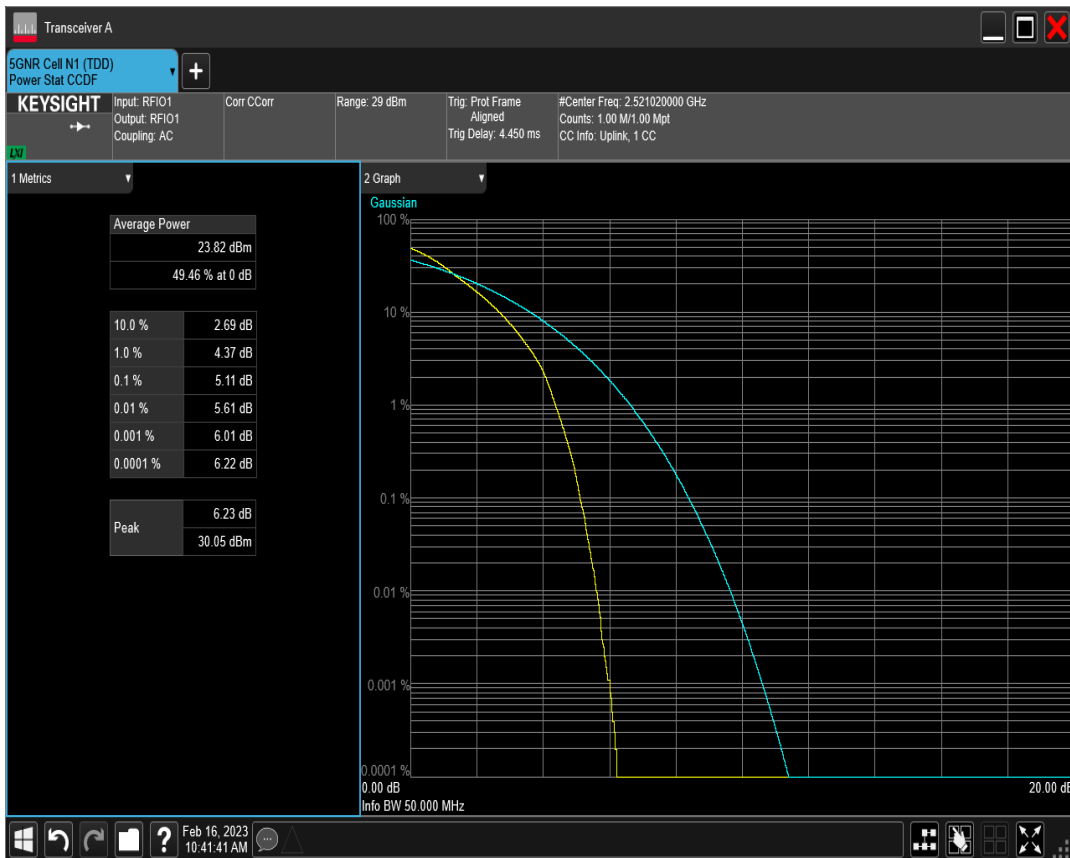 Transceiver A
5GNR Cell N1 (TDD)
Power Stat CCDF
+
KEYSIGHT
LXI
Input: RFIO1
Output: RFIO1
Coupling: AC
Corr CCorr
Range: 29 dBm
Trig: Prot Frame
Aligned
Trig Delay: 4.450 ms
#Center Freq: 2.521020000 GHz
Counts: 1.00 M/1.00 Mpt
CC Info: Uplink, 1 CC
1 Metrics
Average Power
23.82 dBm
49.46 % at 0 dB
10.0 % 2.69 dB
1.0 % 4.37 dB
0.1 % 5.11 dB
0.01 % 5.61 dB
0.001 % 6.01 dB
0.0001 % 6.22 dB
Peak
6.23 dB
30.05 dBm
2 Graph
Gaussian
100 %
10 %
1 %
0.1 %
0.01 %
0.001 %
0.0001 %
0.00 dB 20.00 dB
Info BW 50.000 MHz
?
Feb 16, 2023
10:41:41 AM